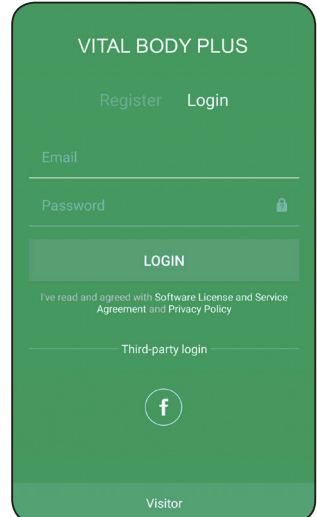 VITAL BODY PLUS
Register Login
Email
Password
LOGIN
I've read and agreed with Software License and Service
Agreement and Privacy Policy
Third-party login
f
Visitor